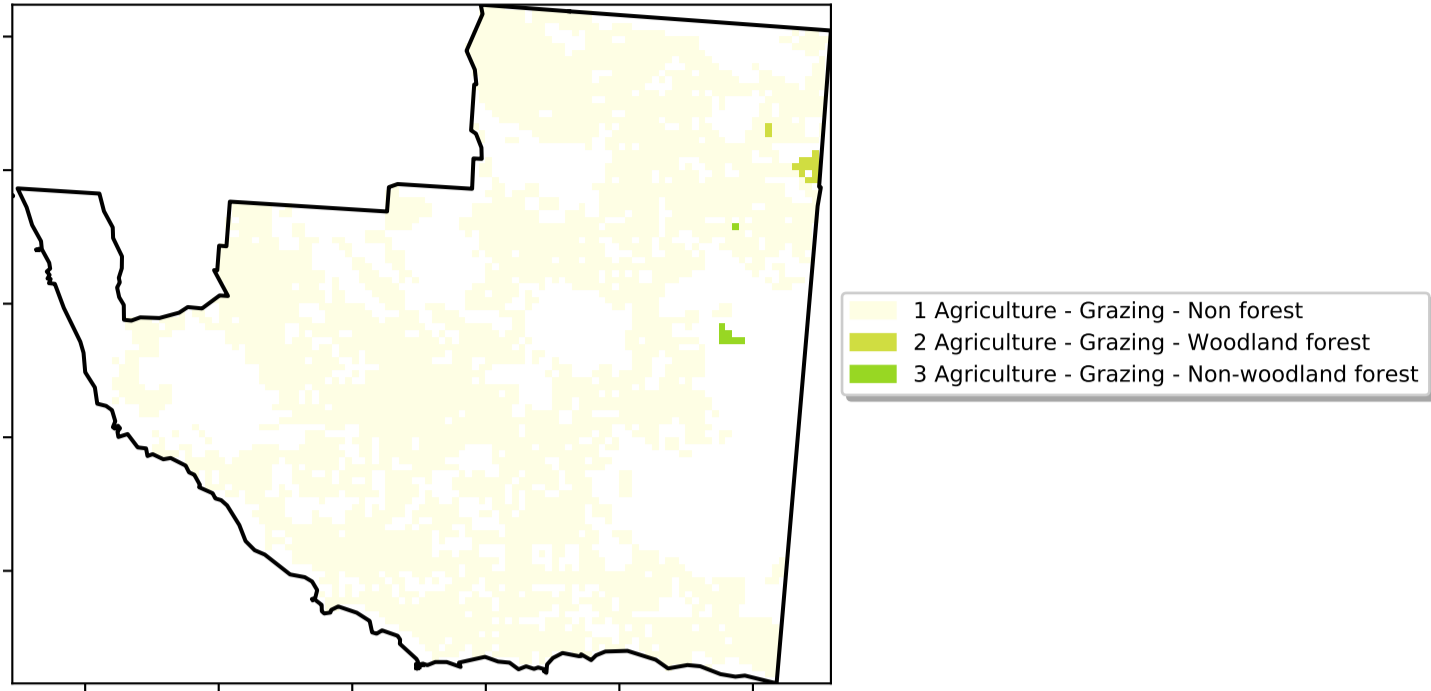 1 Agriculture - Grazing - Non forest
2 Agriculture - Grazing - Woodland forest
3 Agriculture - Grazing - Non-woodland forest